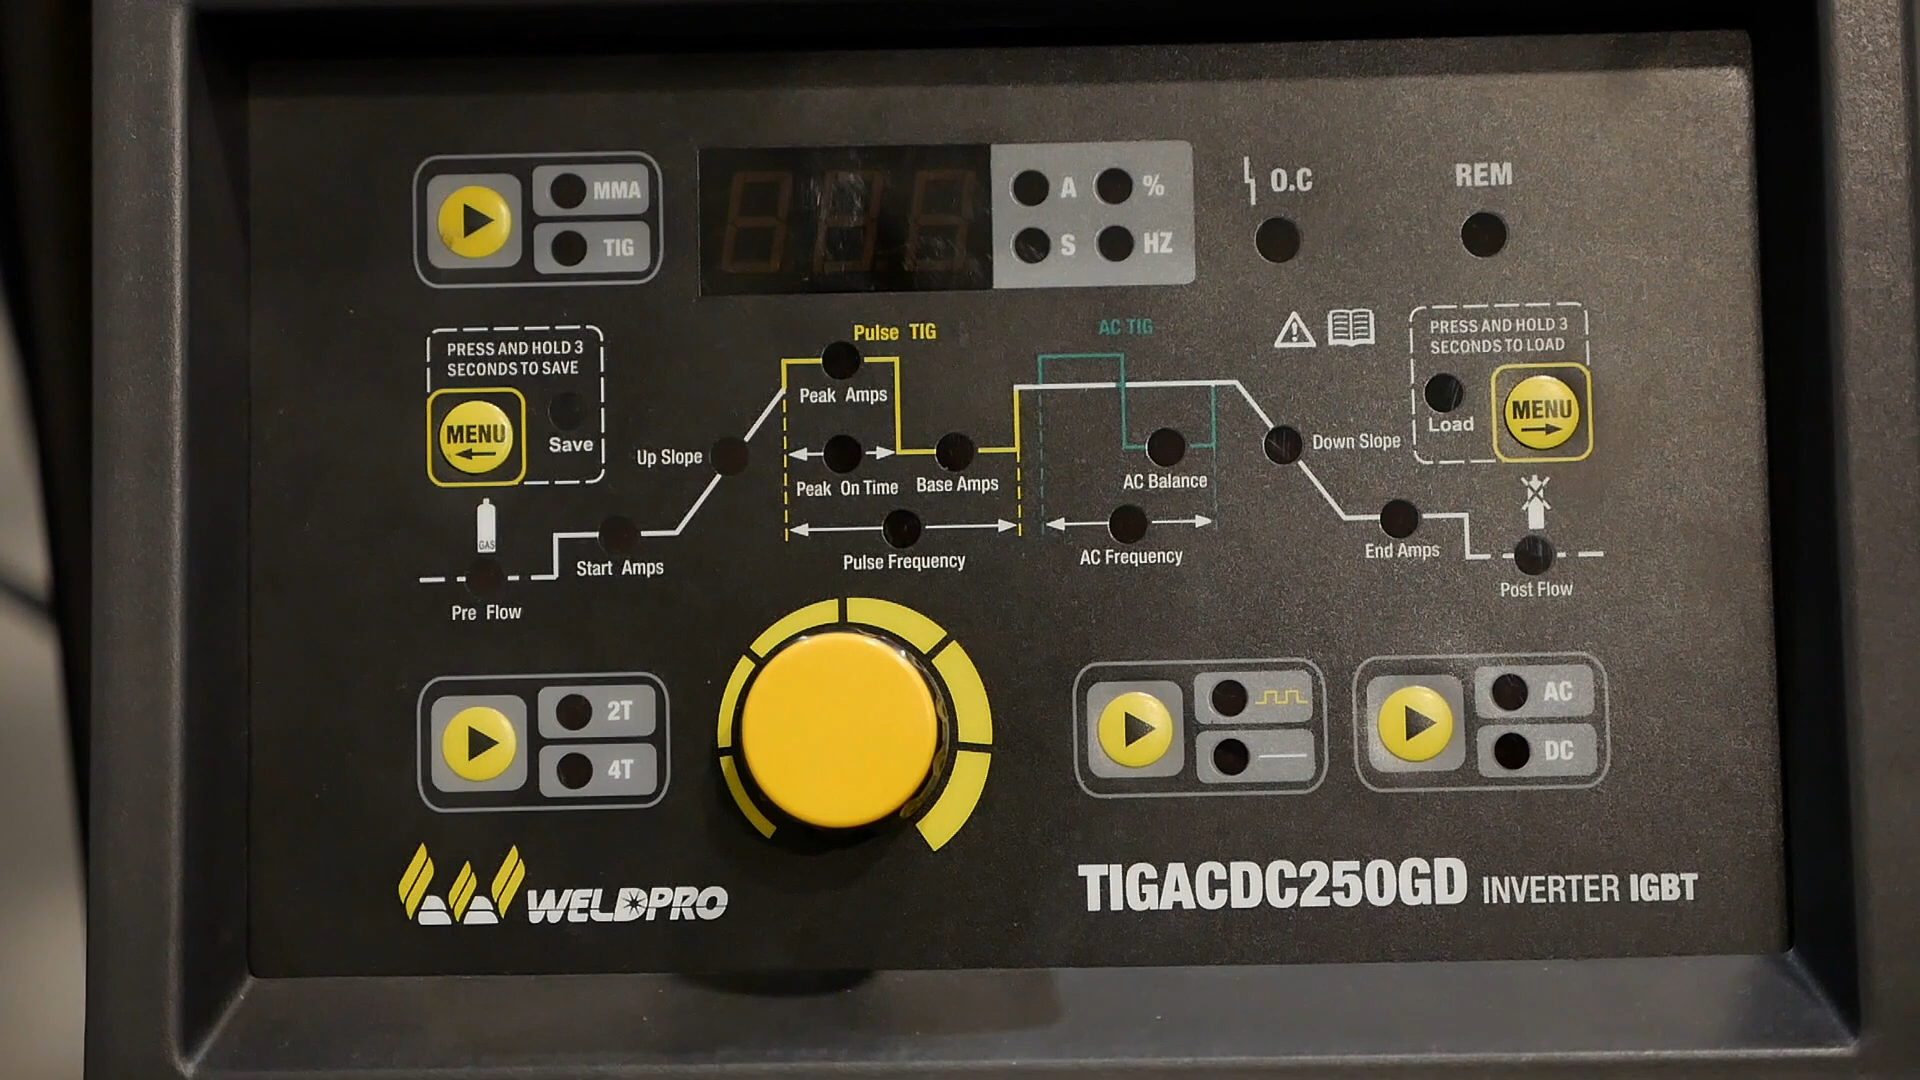 MMA
TIG
A %
S HZ
O.C
REM
PRESS AND HOLD 3
SECONDS TO SAVE
MENU
Save
Pulse TIG
AC TIG
PRESS AND HOLD 3
SECONDS TO LOAD
MENU
Load
Peak Amps
Up Slope
Peak On Time
Base Amps
AC Balance
Down Slope
GAS
Start Amps
Pulse Frequency
AC Frequency
End Amps
Pre Flow
Post Flow
2T
4T
AC
DC
WELDPRO
TIGACDC250GD INVERTER IGBT